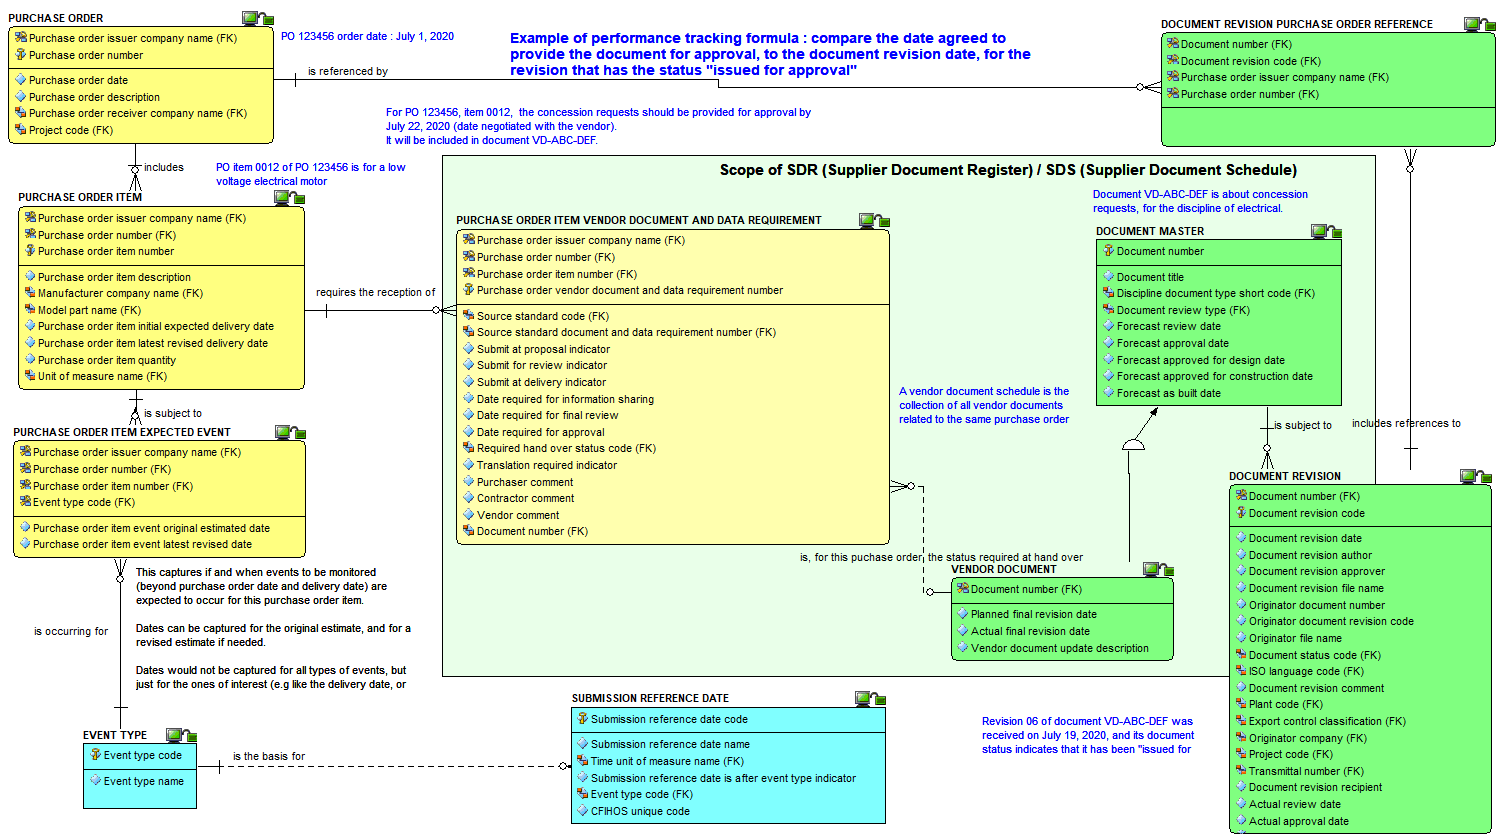 PURCHASE ORDER
Purchase order issuer company name (FK)
Purchase order number
Purchase order date
Purchase order description
Purchase order receiver company name (FK)
Project code (FK)
PO 123456 order date : July 1, 2020
is referenced by
Example of performance tracking formula : compare the date agreed to
provide the document for approval, to the document revision date, for the
revision that has the status "issued for approval"
DOCUMENT REVISION PURCHASE ORDER REFERENCE
Document number (FK)
Document revision code (FK)
Purchase order issuer company name (FK)
Purchase order number (FK)
For PO 123456, item 0012, the concession requests should be provided for approval by
July 22, 2020 (date negotiated with the vendor).
It will be included in document VD-ABC-DEF.
includes
PO item 0012 of PO 123456 is for a low
voltage electrical motor
PURCHASE ORDER ITEM
Purchase order issuer company name (FK)
Purchase order number (FK)
Purchase order item number
Purchase order item description
Manufacturer company name (FK)
Model part name (FK)
Purchase order item initial expected delivery date
Purchase order item latest revised delivery date
Purchase order item quantity
Unit of measure name (FK)
requires the reception of
Scope of SDR (Supplier Document Register) / SDS (Supplier Document Schedule)
PURCHASE ORDER ITEM VENDOR DOCUMENT AND DATA REQUIREMENT
Purchase order issuer company name (FK)
Purchase order number (FK)
Purchase order item number (FK)
Purchase order vendor document and data requirement number
Source standard code (FK)
Source standard document and data requirement number (FK)
Submit at proposal indicator
Submit for review indicator
Submit at delivery indicator
Date required for information sharing
Date required for final review
Date required for approval
Required hand over status code (FK)
Translation required indicator
Purchaser comment
Contractor comment
Vendor comment
Document number (FK)
Document VD-ABC-DEF is about concession
requests, for the discipline of electrical.
DOCUMENT MASTER
Document number
Document title
Discipline document type short code (FK)
Document review type (FK)
Forecast review date
Forecast approval date
Forecast approved for design date
Forecast approved for construction date
Forecast as built date
A vendor document schedule is the
collection of all vendor documents
related to the same purchase order
is subject to
includes references to
is subject to
PURCHASE ORDER ITEM EXPECTED EVENT
Purchase order issuer company name (FK)
Purchase order number (FK)
Purchase order item number (FK)
Event type code (FK)
Purchase order item event original estimated date
Purchase order item event latest revised date
This captures if and when events to be monitored
(beyond purchase order date and delivery date) are
expected to occur for this purchase order item.
Dates can be captured for the original estimate, and for a
revised estimate if needed.
Dates would not be captured for all types of events, but
just for the ones of interest (e.g like the delivery date, or
is occurring for
is, for this puchase order, the status required at hand over
VENDOR DOCUMENT
Document number (FK)
Planned final revision date
Actual final revision date
Vendor document update description
DOCUMENT REVISION
Document number (FK)
Document revision code
Document revision date
Document revision author
Document revision approver
Document revision file name
Originator document number
Originator document revision code
Originator file name
Document status code (FK)
ISO language code (FK)
Document revision comment
Plant code (FK)
Export control classification (FK)
Originator company (FK)
Project code (FK)
Transmittal number (FK)
Document revision recipient
Actual review date
Actual approval date
Revision 06 of document VD-ABC-DEF was
received on July 19, 2020, and its document
status indicates that it has been "issued for
EVENT TYPE
Event type code
Event type name
is the basis for
SUBMISSION REFERENCE DATE
Submission reference date code
Submission reference date name
Time unit of measure name (FK)
Submission reference date is after event type indicator
Event type code (FK)
CFIHOS unique code